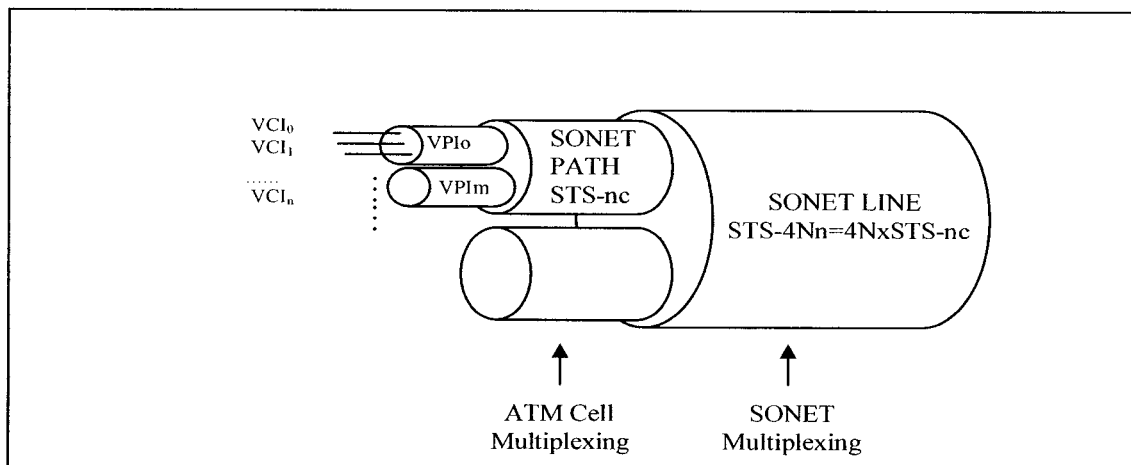 VCI₀
VCI₁
......
VCIₙ
VPIo
VPIm
SONET
PATH
STS-nc
SONET LINE
STS-4Nn=4NxSTS-nc
ATM Cell
Multiplexing
SONET
Multiplexing